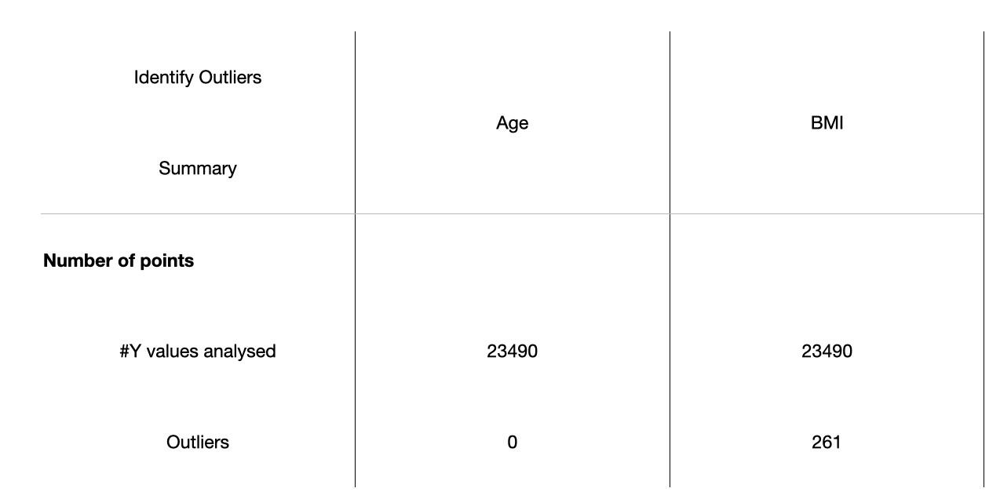 Identify Outliers
Summary
Age
BMI
Number of points
#Y values analysed
23490
23490
Outliers
0
261